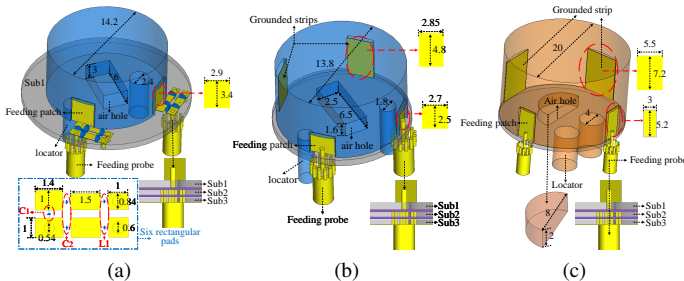 14.2
3
6
2.4
Sub1
2.9
3.4
Feeding patch
air hole
locator
Feeding probe
1.4
1
1
1.5
0.84
C1
1
0.54
0.6
C2
L1
Six rectangular
pads
Sub1
Sub2
Sub3
(a)
Grounded strips
2.85
4.8
13.8
2.5
1.8
6.5
1.6
2.7
2.5
Feeding patch
air hole
locator
Feeding probe
Sub1
Sub2
Sub3
(b)
Grounded strip
20
5.5
7.2
Air hole
4
3
5.2
Feeding patch
Feeding probe
Locator
8
2
Sub1
Sub2
Sub3
(c)